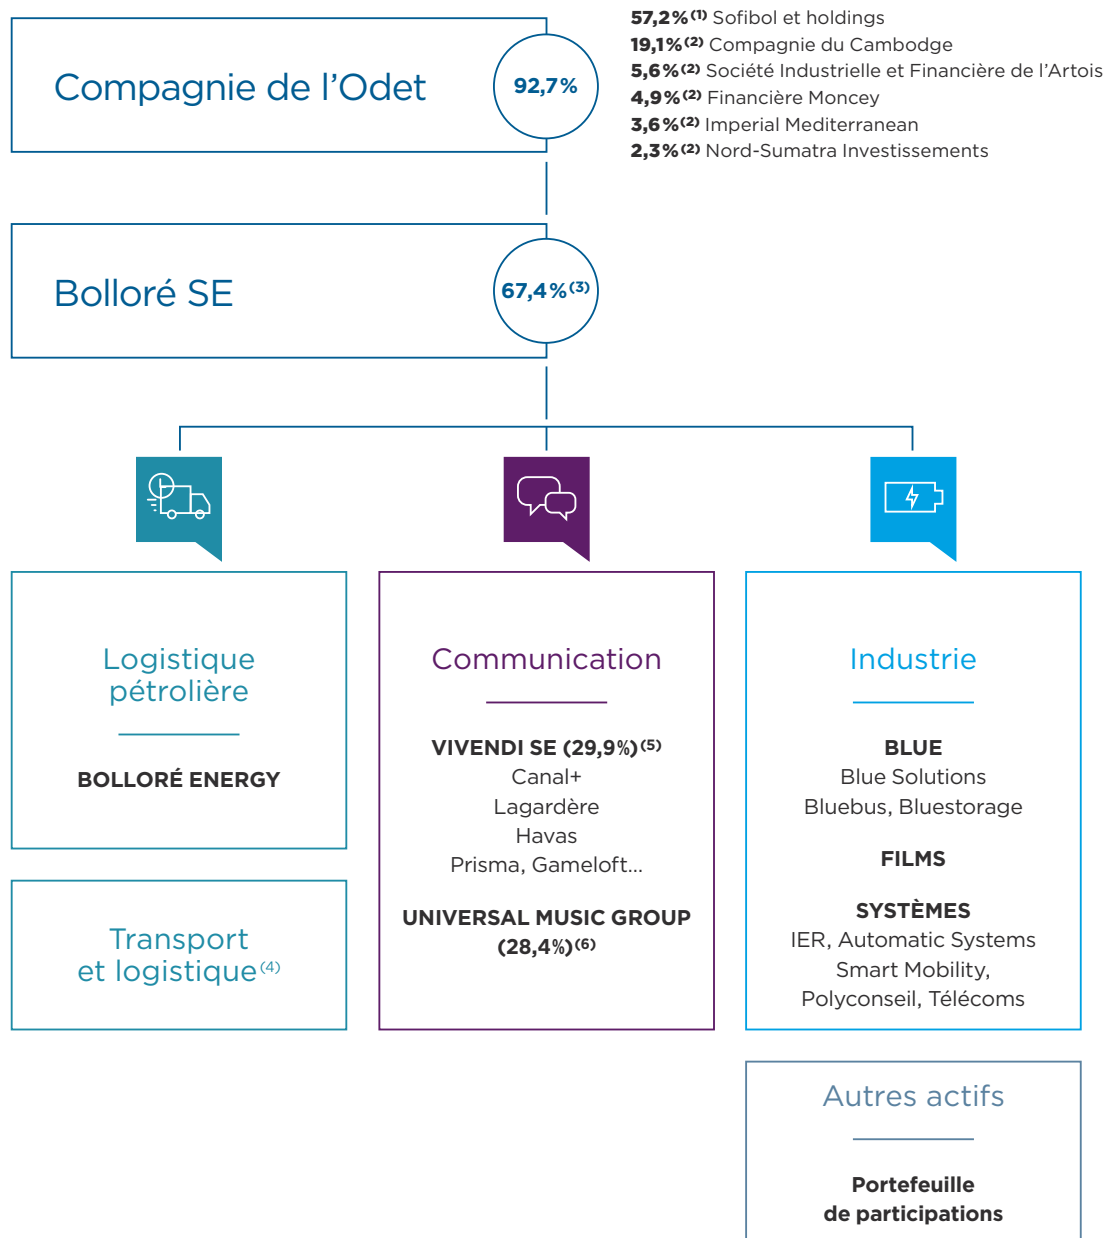 57,2%(1) Sofibol et holdings
19,1%(2) Compagnie du Cambodge
5,6%(2) Société Industrielle et Financière de l’Artois
4,9%(2) Financière Moncey
3,6%(2) Imperial Mediterranean
2,3%(2) Nord-Sumatra Investissements
Compagnie de l’Odet
92,7%
Bolloré SE
67,4%(3)
Logistique
pétrolière
BOLLORÉ ENERGY
Transport
et logistique(4)
Communication
VIVENDI SE (29,9%)(5)
Canal+
Lagardère
Havas
Prisma, Gameloft...
UNIVERSAL MUSIC GROUP
(28,4%)(6)
Industrie
BLUE
Blue Solutions
Bluebus, Bluestorage
FILMS
SYSTÈMES
IER, Automatic Systems
Smart Mobility,
Polyconseil, Télécoms
Autres actifs
Portefeuille
de participations